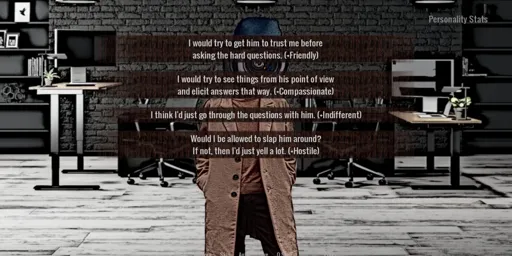 Personality Stats
I would try to get him to trust me before
asking the hard questions. (+Friendly)
I would try to see things from his point of view
and elicit answers that way. (+Compassionate)
I think I'd just go through the questions with him. (+Indifferent)
Would I be allowed to slap him around?
If not, then I'd just yell a lot. (+Hostile)